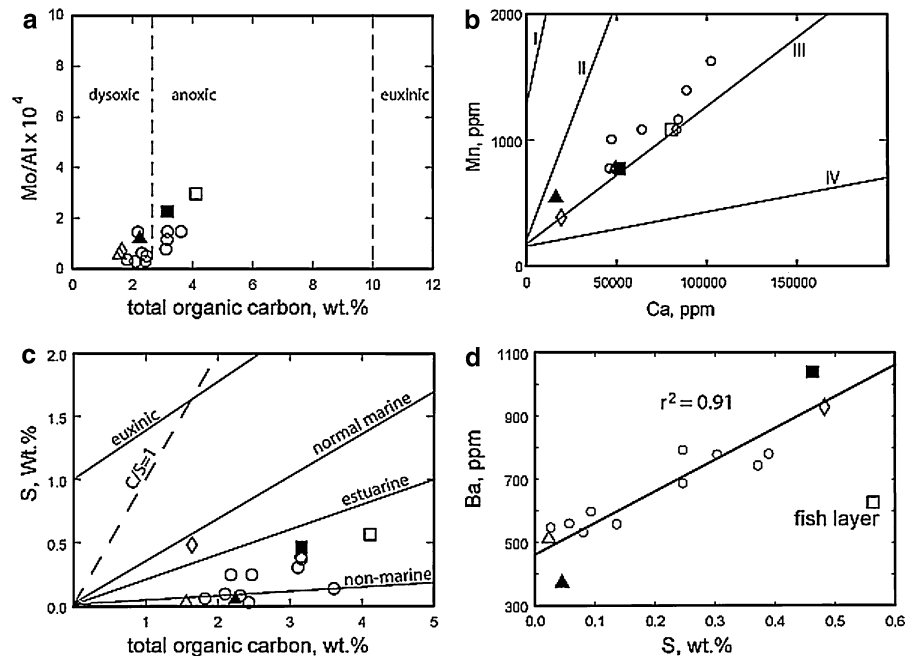 a
10
8
6
4
2
0
Mo/Al x 10⁴
dysoxic
anoxic
euxinic
0 2 4 6 8 10 12
total organic carbon, wt.%
b
2000
1000
200
Mn, ppm
I
II
III
IV
0 50000 100000 150000
Ca, ppm
c
2.0
1.5
1.0
0.5
0.0
S, Wt.%
euxinic
C/S=1
normal marine
estuarine
non-marine
1 2 3 4 5
total organic carbon, wt.%
d
1100
900
700
500
300
Ba, ppm
r² = 0.91
fish layer
0.0 0.1 0.2 0.3 0.4 0.5 0.6
S, wt.%